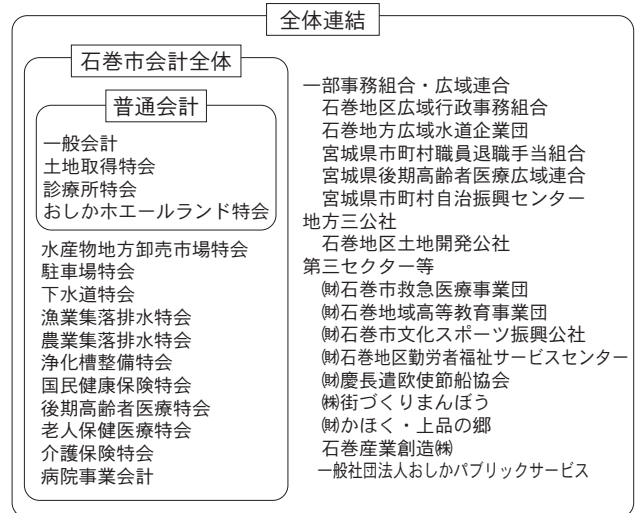 全体連結
石巻市会計全体
普通会計
一般会計
土地取得特会
診療所特会
おしかホエールランド特会
水産物地方卸売市場特会
駐車場特会
下水道特会
漁業集落排水特会
農業集落排水特会
浄化槽整備特会
国民健康保険特会
後期高齢者医療特会
老人保健医療特会
介護保険特会
病院事業会計
一部事務組合・広域連合
石巻地区広域行政事務組合
石巻地方広域水道企業団
宮城県市町村職員退職手当組合
宮城県後期高齢者医療広域連合
宮城県市町村自治振興センター
地方三公社
石巻地区土地開発公社
第三セクター等
㈶石巻市救急医療事業団
㈶石巻地域高等教育事業団
㈶石巻市文化スポーツ振興公社
㈶石巻地区勤労者福祉サービスセンター
㈶慶長遣欧使節船協会
㈱街づくりまんぼう
㈶かほく・上品の郷
石巻産業創造㈱
一般社団法人おしかパブリックサービス